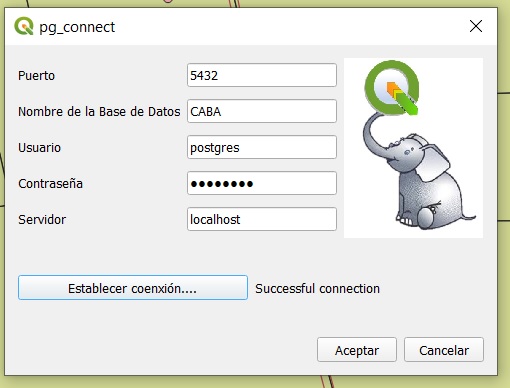 pg_connect
Puerto 5432
Nombre de la Base de Datos CABA
Usuario postgres
Contraseña ●●●●●●●●
Servidor localhost
Establecer coenxión.... Successful connection
Aceptar Cancelar